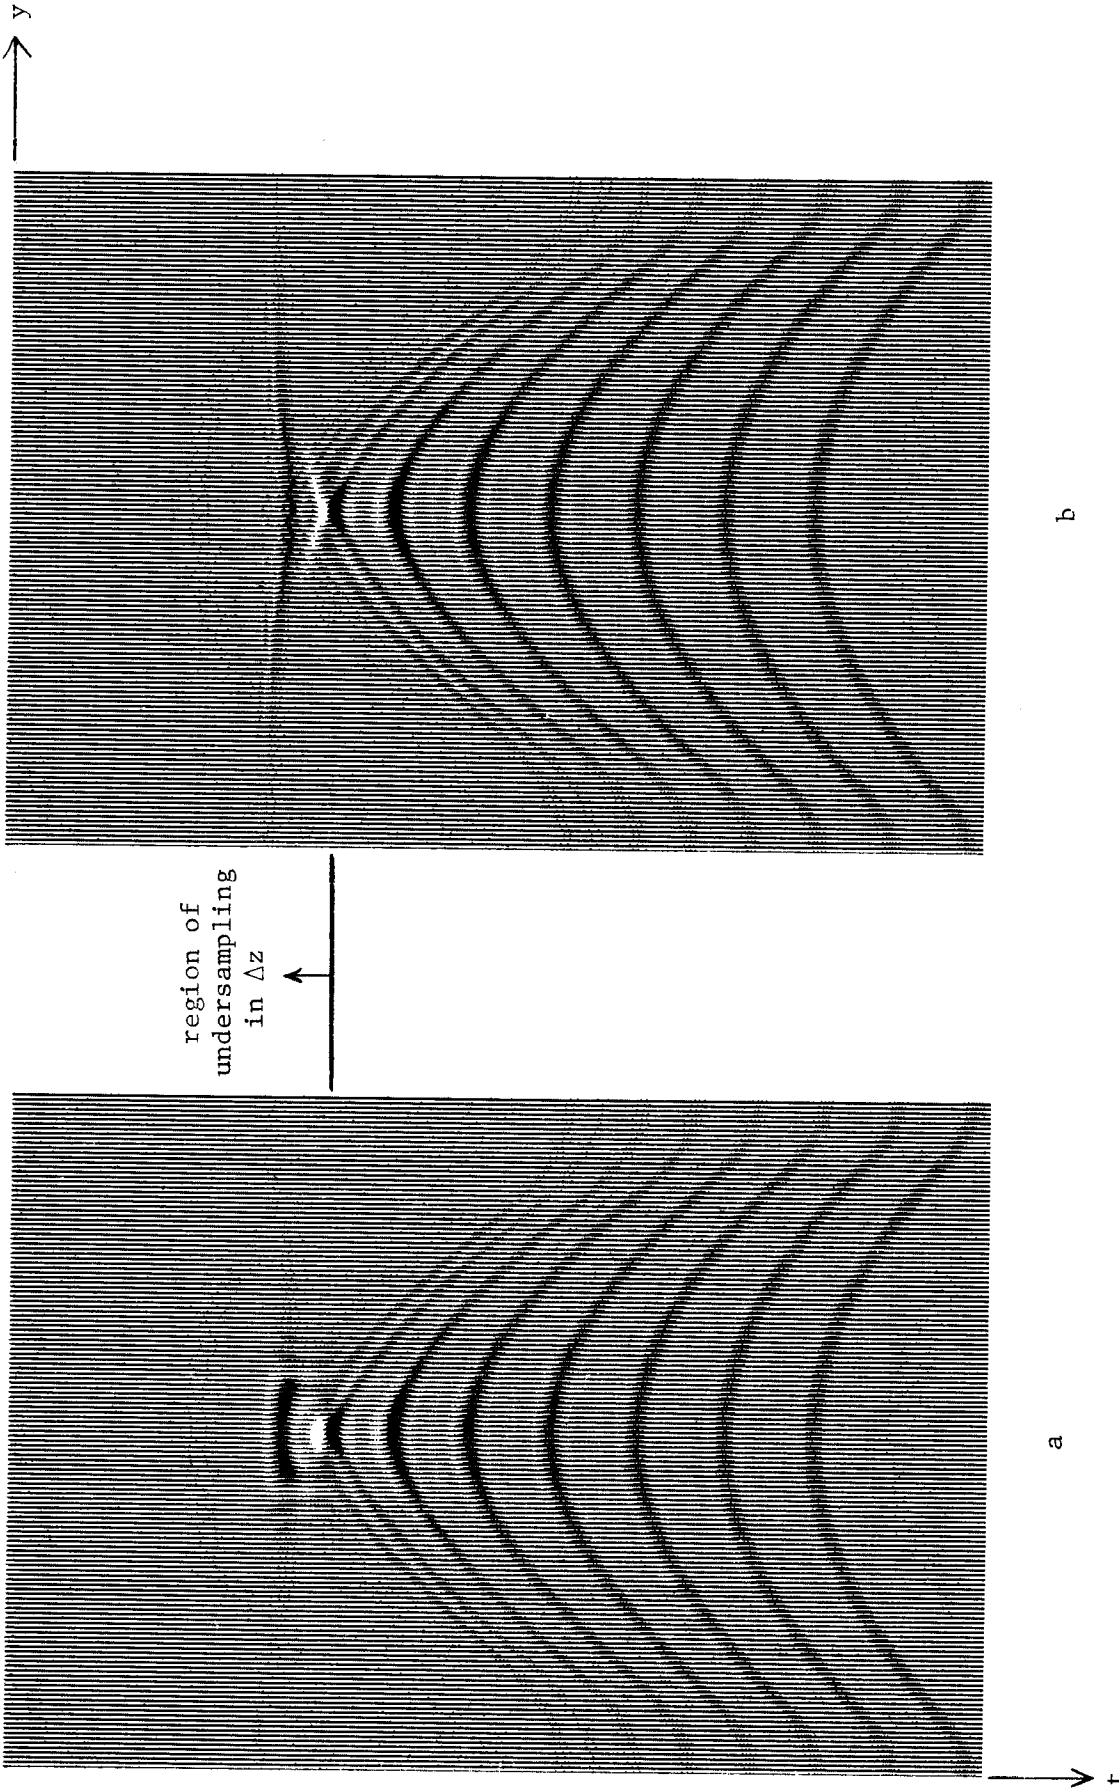 y
region of
undersampling
in Δz
b
a
t